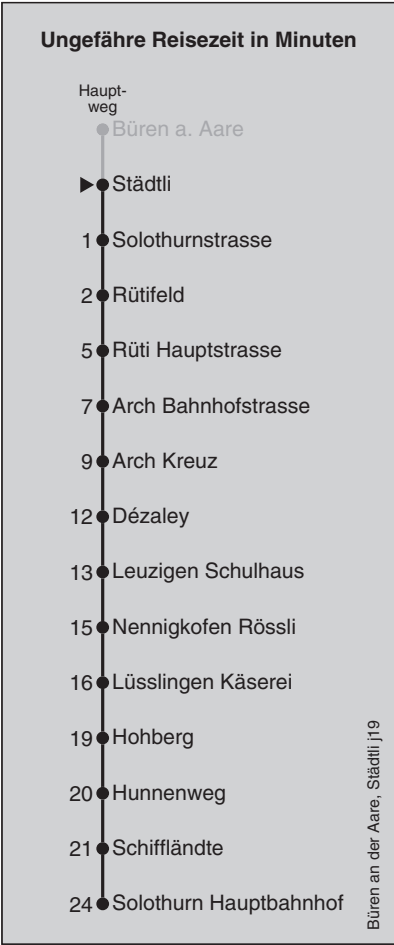 Ungefähre Reisezeit in Minuten
Haupt-
weg
Büren a. Aare
Städtli
1 Solothurnstrasse
2 Rütifeld
5 Rüti Hauptstrasse
7 Arch Bahnhofstrasse
9 Arch Kreuz
12 Dézaley
13 Leuzigen Schulhaus
15 Nennigkofen Rössli
16 Lüsslingen Käserei
19 Hohberg
20 Hunnenweg
21 Schiffländte
24 Solothurn Hauptbahnhof
Büren an der Aare, Städtli j19